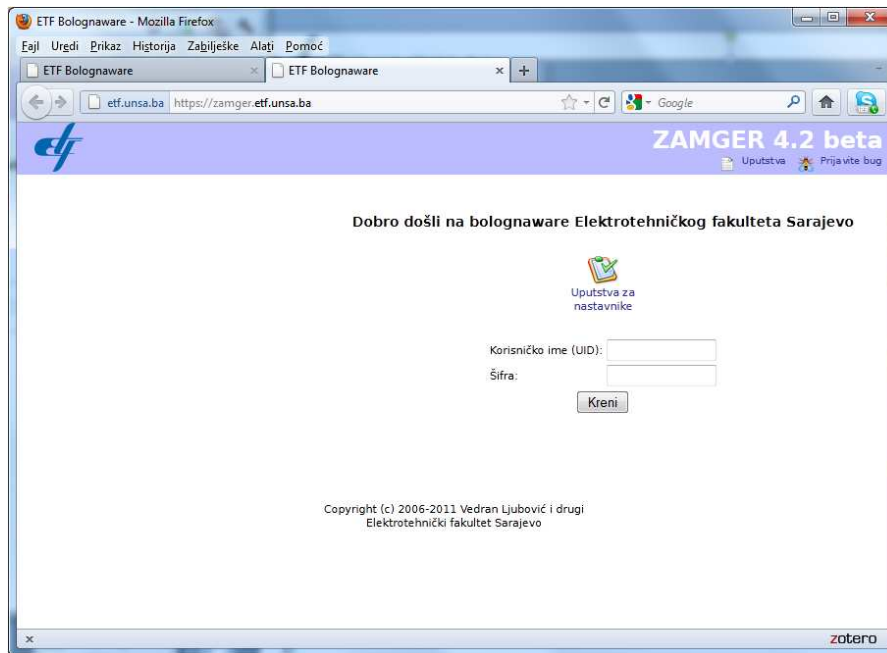 ETF Bolognaware - Mozilla Firefox
Fajl Uredi Prikaz Historija Zabilješke Alati Pomoć
ETF Bolognaware ETF Bolognaware
etf.unsa.ba https://zamger.etf.unsa.ba Google
ZAMGER 4.2 beta
Uputstva Prijavite bug
Dobro došli na bolognaware Elektrotehničkog fakulteta Sarajevo
Uputstva za
nastavnike
Korisničko ime (UID):
Šifra:
Kreni
Copyright (c) 2006-2011 Vedran Ljubović i drugi
Elektrotehnički fakultet Sarajevo
zotero